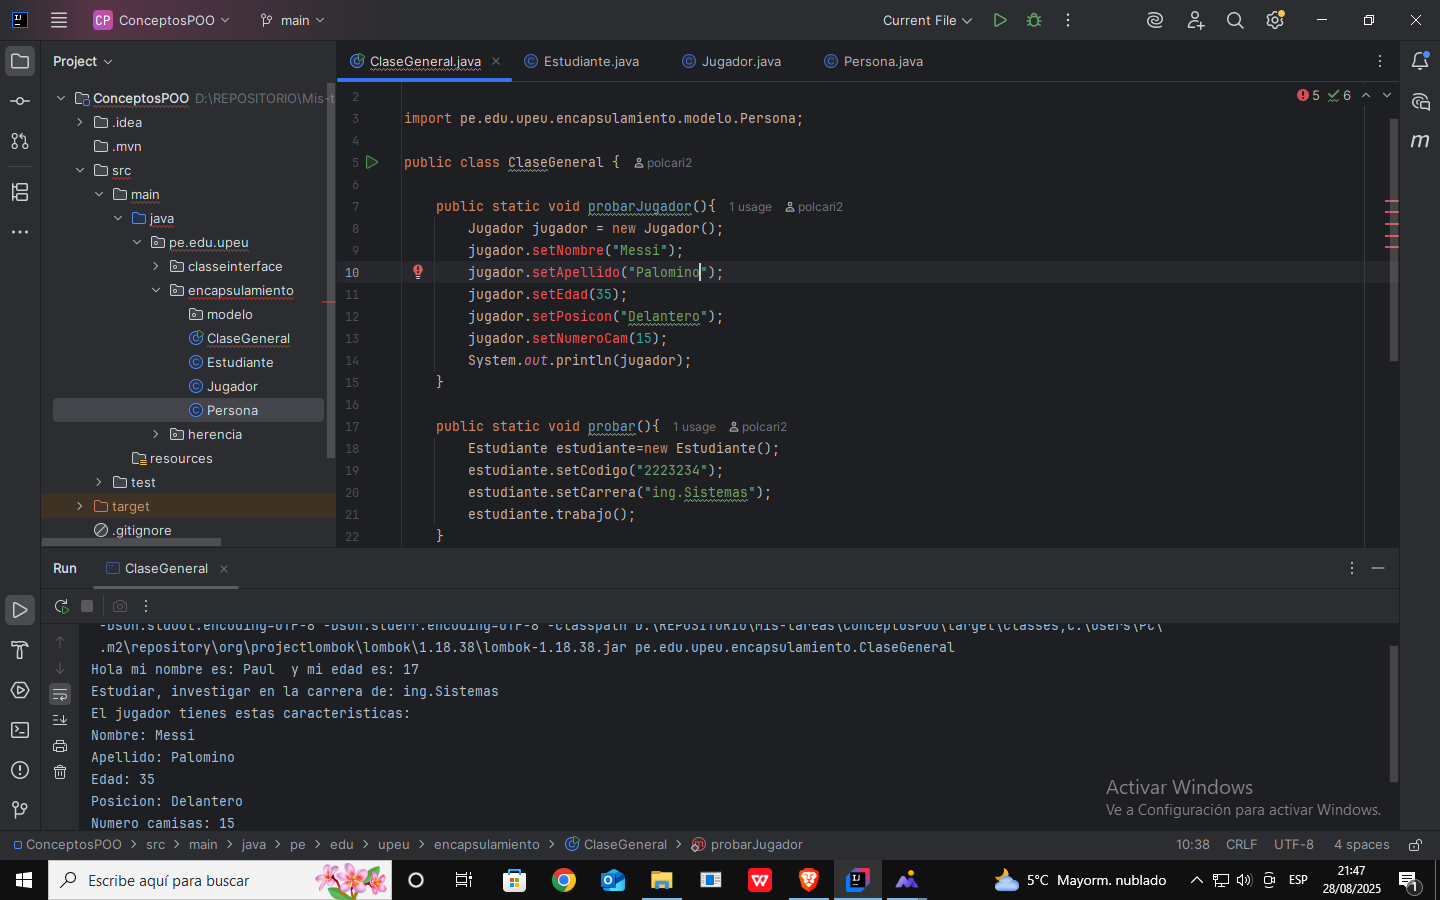 CP ConceptosPOO main Current File
Project
ClaseGeneral.java Estudiante.java Jugador.java Persona.java
ConceptosPOO D:\REPOSITORIO\Mis-t
.idea
.mvn
src
main
java
pe.edu.upeu
classeinterface
encapsulamiento
modelo
ClaseGeneral
Estudiante
Jugador
Persona
herencia
resources
test
target
.gitignore
5 6
2
3 import pe.edu.upeu.encapsulamiento.modelo.Persona;
4
5 public class ClaseGeneral { polcari2
6
7 public static void probarJugador(){ 1 usage polcari2
8 Jugador jugador = new Jugador();
9 jugador.setNombre("Messi");
10 jugador.setApellido("Palomino");
11 jugador.setEdad(35);
12 jugador.setPosicon("Delantero");
13 jugador.setNumeroCam(15);
14 System.out.println(jugador);
15 }
16
17 public static void probar(){ 1 usage polcari2
18 Estudiante estudiante=new Estudiante();
19 estudiante.setCodigo("2223234");
20 estudiante.setCarrera("ing.Sistemas");
21 estudiante.trabajo();
22 }
m
Run ClaseGeneral
-Dsun.stdout.encoding=UTF-8 -Dsun.stderr.encoding=UTF-8 -classpath D:\REPOSITORIO\Mis-tareas\ConceptosPOO\target\classes;C:\Users\PC\
.m2\repository\org\projectlombok\lombok\1.18.38\lombok-1.18.38.jar pe.edu.upeu.encapsulamiento.ClaseGeneral
Hola mi nombre es: Paul  y mi edad es: 17
Estudiar, investigar en la carrera de: ing.Sistemas
El jugador tienes estas caracteristicas:
Nombre: Messi
Apellido: Palomino
Edad: 35
Posicion: Delantero
Numero camisas: 15
Activar Windows
Ve a Configuración para activar Windows.
ConceptosPOO > src > main > java > pe > edu > upeu > encapsulamiento > ClaseGeneral > probarJugador 10:38 CRLF UTF-8 4 spaces
Escribe aquí para buscar 5°C Mayorm. nublado ESP 21:47
28/08/2025 1